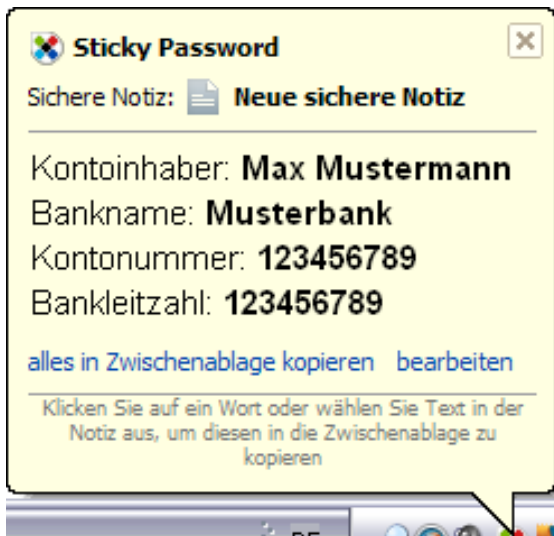 Sticky Password
Sichere Notiz: Neue sichere Notiz
Kontoinhaber: Max Mustermann
Bankname: Musterbank
Kontonummer: 123456789
Bankleitzahl: 123456789
alles in Zwischenablage kopieren bearbeiten
Klicken Sie auf ein Wort oder wählen Sie Text in der
Notiz aus, um diesen in die Zwischenablage zu
kopieren